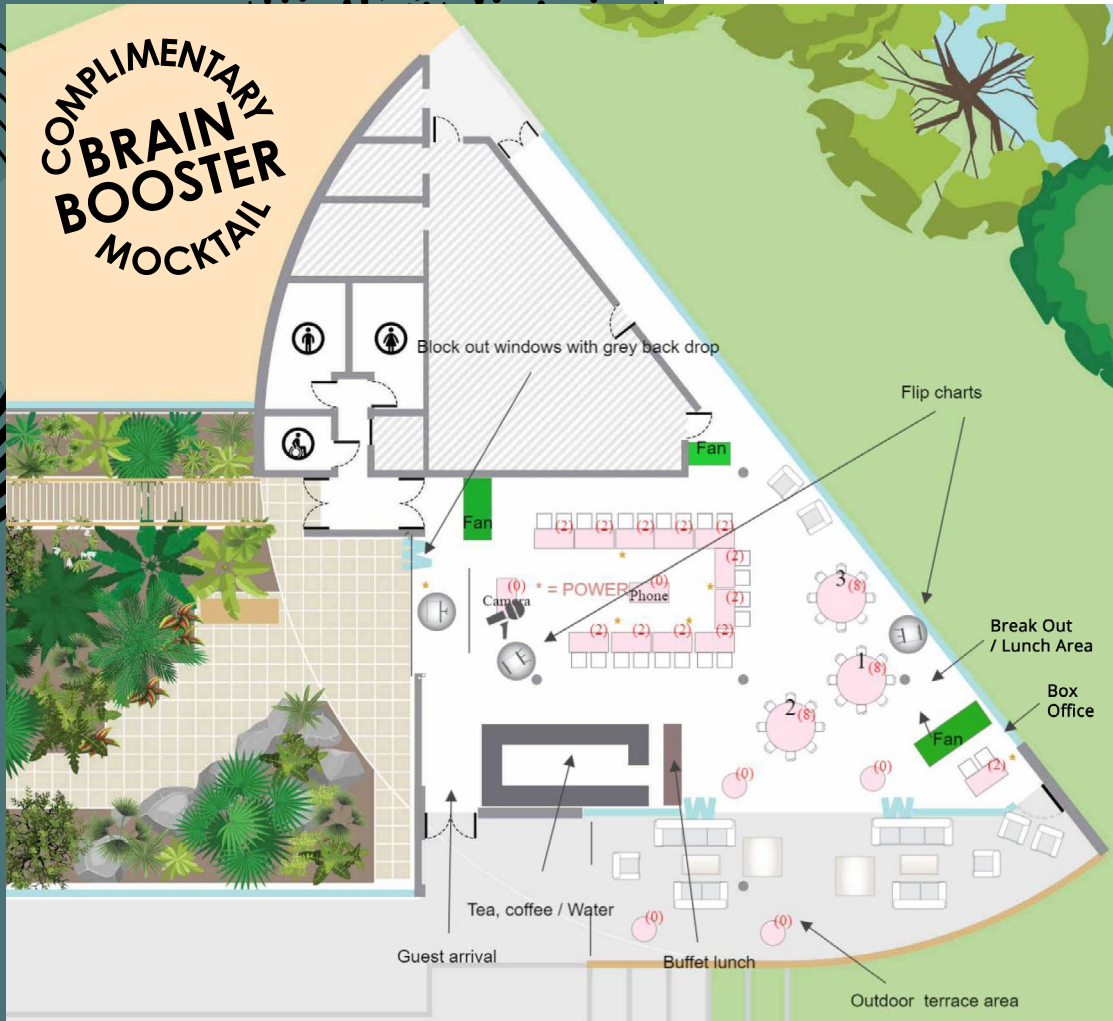 COMPLIMENTARY
BRAIN
BOOSTER
MOCKTAIL
Block out windows with grey back drop
Flip charts
Fan
Fan
(2) (2) (2) (2) (2)
*
(2)
(0) * = POWER (0)
Camera
Phone
*
*
(2)
3 (8)
(2) (2) (2) (2)
* *
Break Out
/ Lunch Area
1 (8)
Box
Office
2 (8)
Fan
*
(2)
(0) (0)
W
W W
Tea, coffee / Water
(0) (0)
Guest arrival
Buffet lunch
Outdoor terrace area